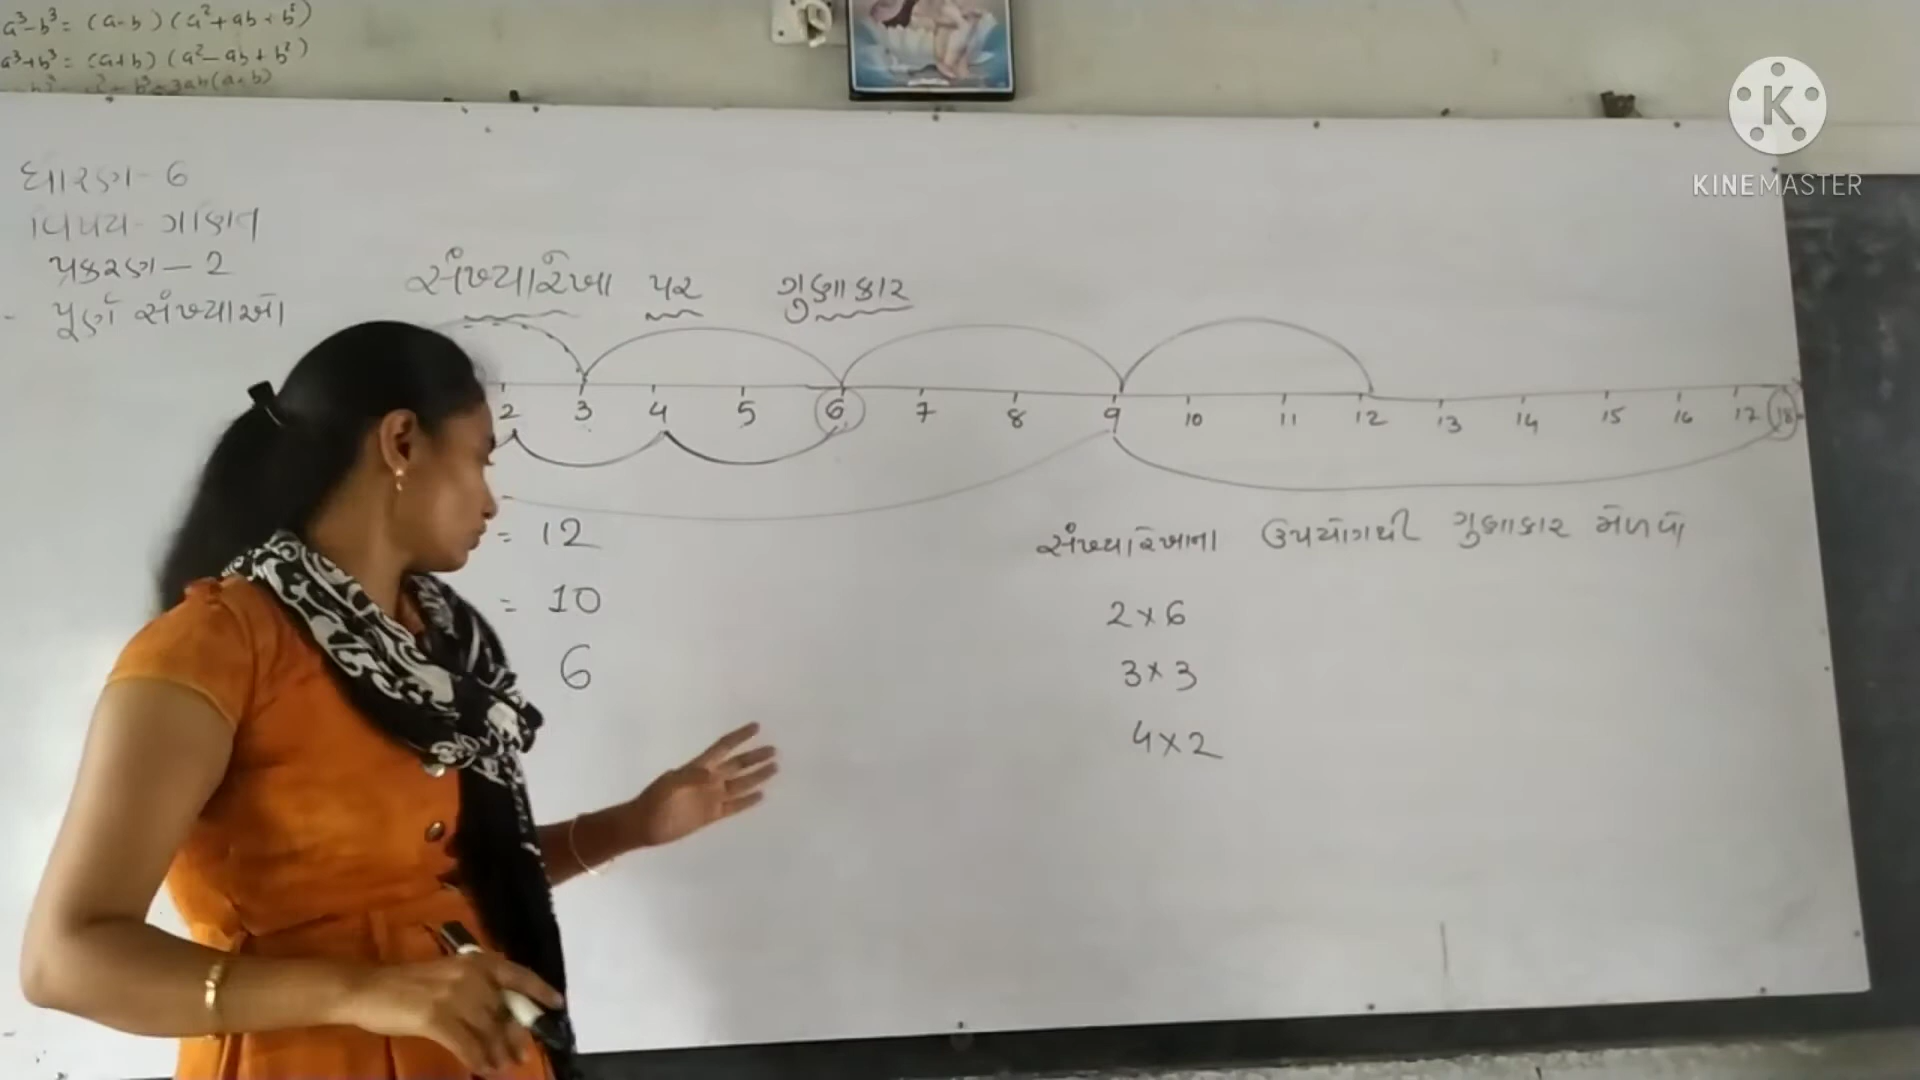 a³-b³ = (a-b) (a²+ab+b²)
a³+b³ = (a+b) (a²-ab+b²)
K
KINEMASTER
ધોરણ-6
વિષય-ગણિત
પ્રકરણ-2
પૂર્ણ સંખ્યાઓ
સંખ્યારેખા પર ગુણાકાર
2 3 4 5 6 7 8 9 10 11 12 13 14 15 16 17 18
= 12
= 10
6
સંખ્યારેખાના ઉપયોગથી ગુણાકાર મેળવો
2×6
3×3
4×2